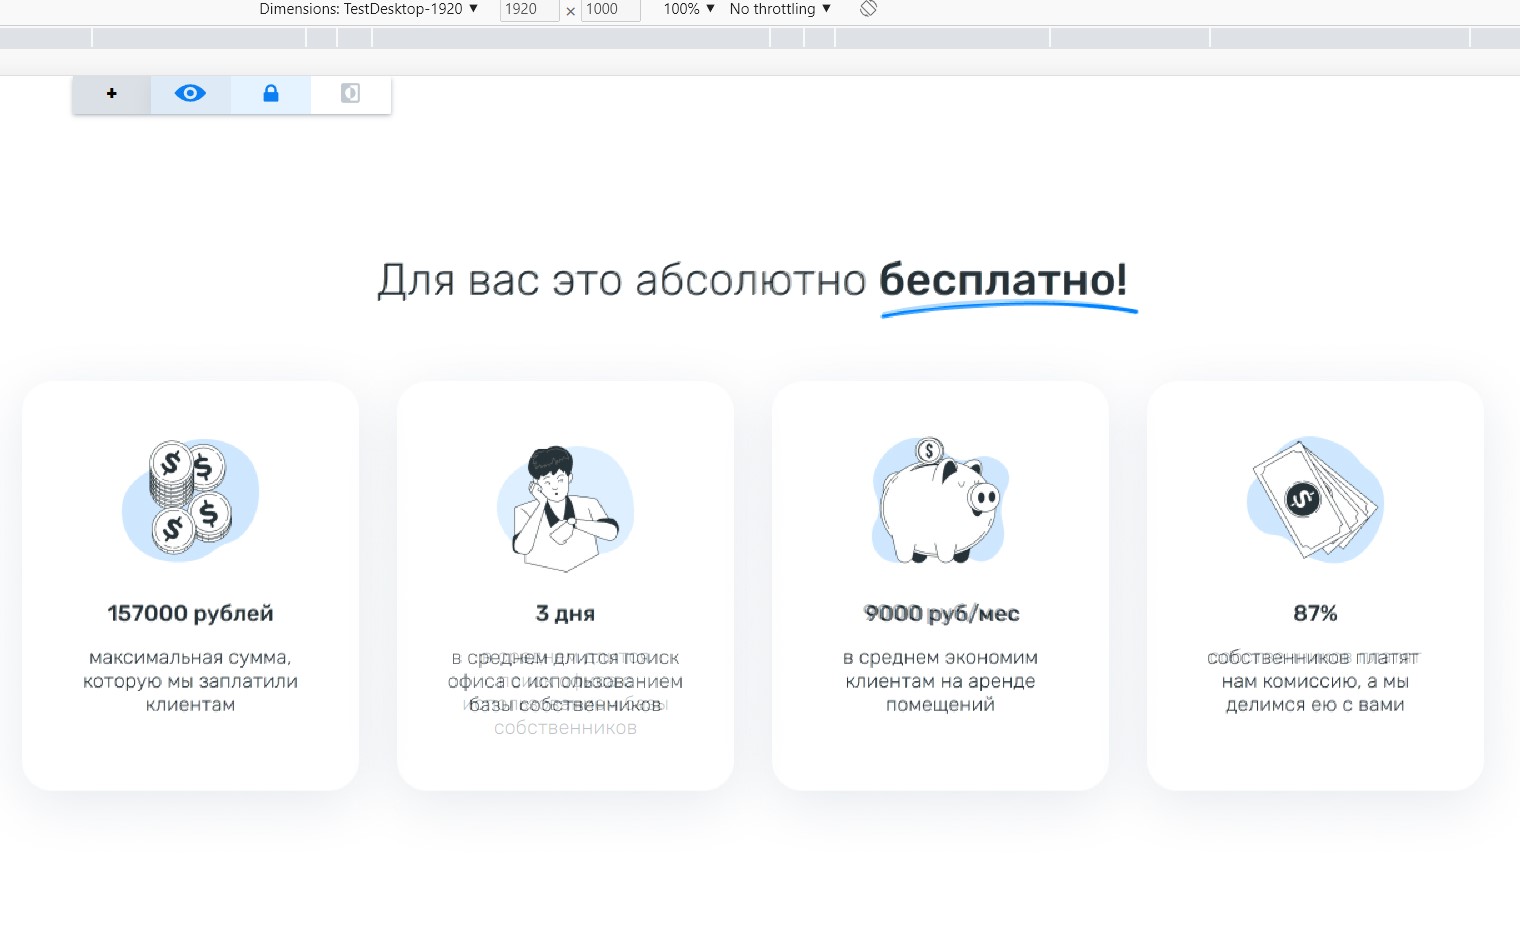 Dimensions: TestDesktop-1920 ▼ 1920 × 1000 100% ▼ No throttling ▼
+
Для вас это абсолютно бесплатно!
157000 рублей
максимальная сумма,
которую мы заплатили
клиентам
3 дня
в среднем длится поиск
офиса с использованием
базы собственников
собственников
9000 руб/мес
в среднем экономим
клиентам на аренде
помещений
87%
собственников платят
нам комиссию, а мы
делимся ею с вами